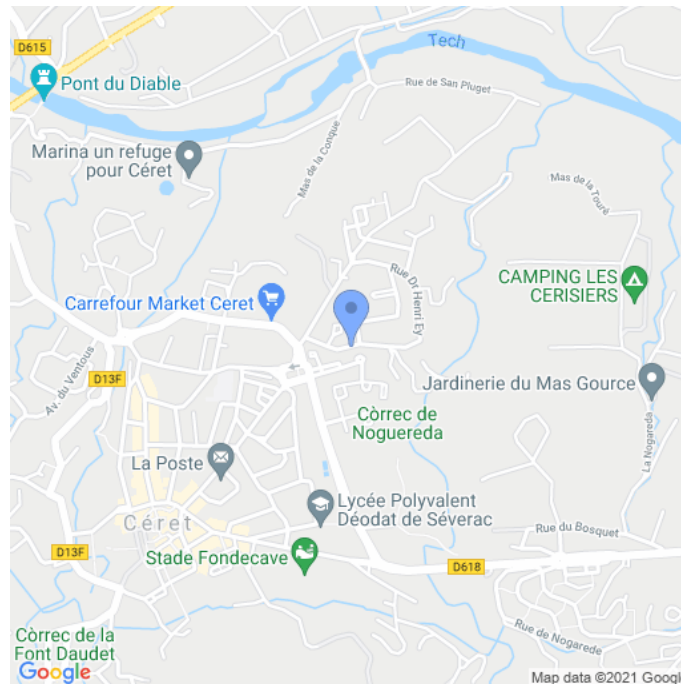 D615
Tech
Pont du Diable
Rue de San Pluget
Marina un refuge
pour Céret
Mas de la Conque
Mas de la Touré
Rue Dr Henri Ey
CAMPING LES
CERISIERS
Carrefour Market Ceret
Av. du Ventous
D13F
Jardinerie du Mas Gource
Còrrec de
Noguereda
La Poste
La Nogareda
Lycée Polyvalent
Déodat de Séverac
Céret
Rue du Bosquet
D13F
Stade Fondecave
D618
Còrrec de la
Font Daudet
Rue de Nogarede
Google
Map data ©2021 Google